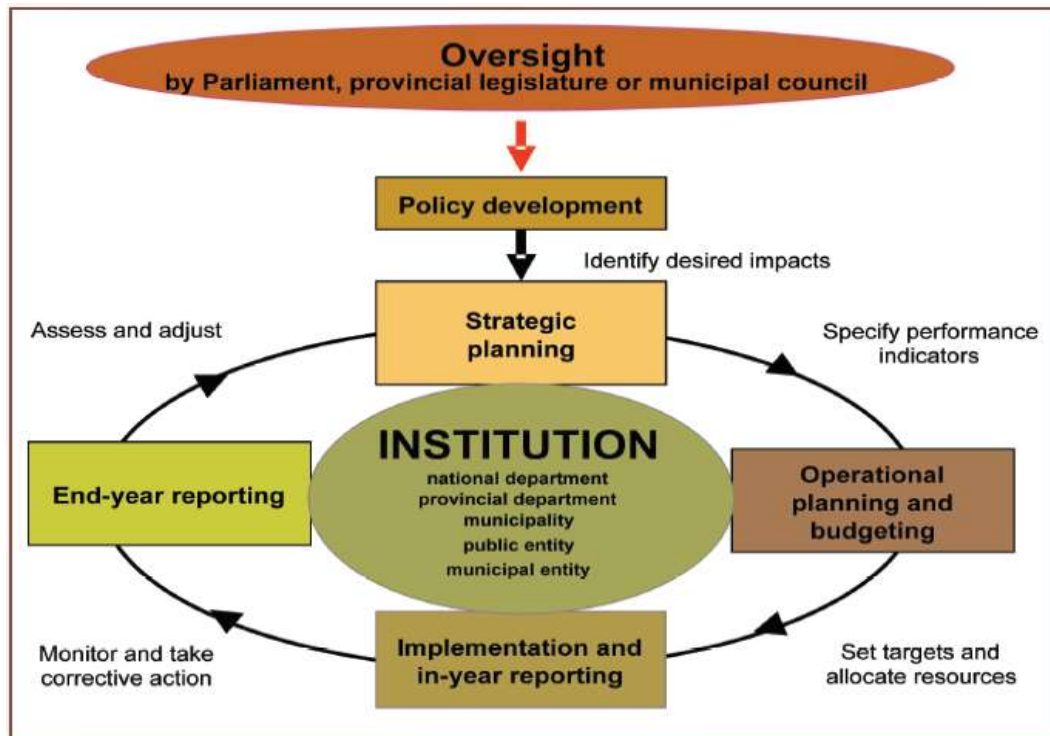 Oversight
by Parliament, provincial legislature or municipal council
Policy development
Identify desired impacts
Strategic
planning
Assess and adjust
Specify performance
indicators
INSTITUTION
national department
provincial department
municipality
public entity
municipal entity
End-year reporting
Operational
planning and
budgeting
Implementation and
in-year reporting
Monitor and take
corrective action
Set targets and
allocate resources